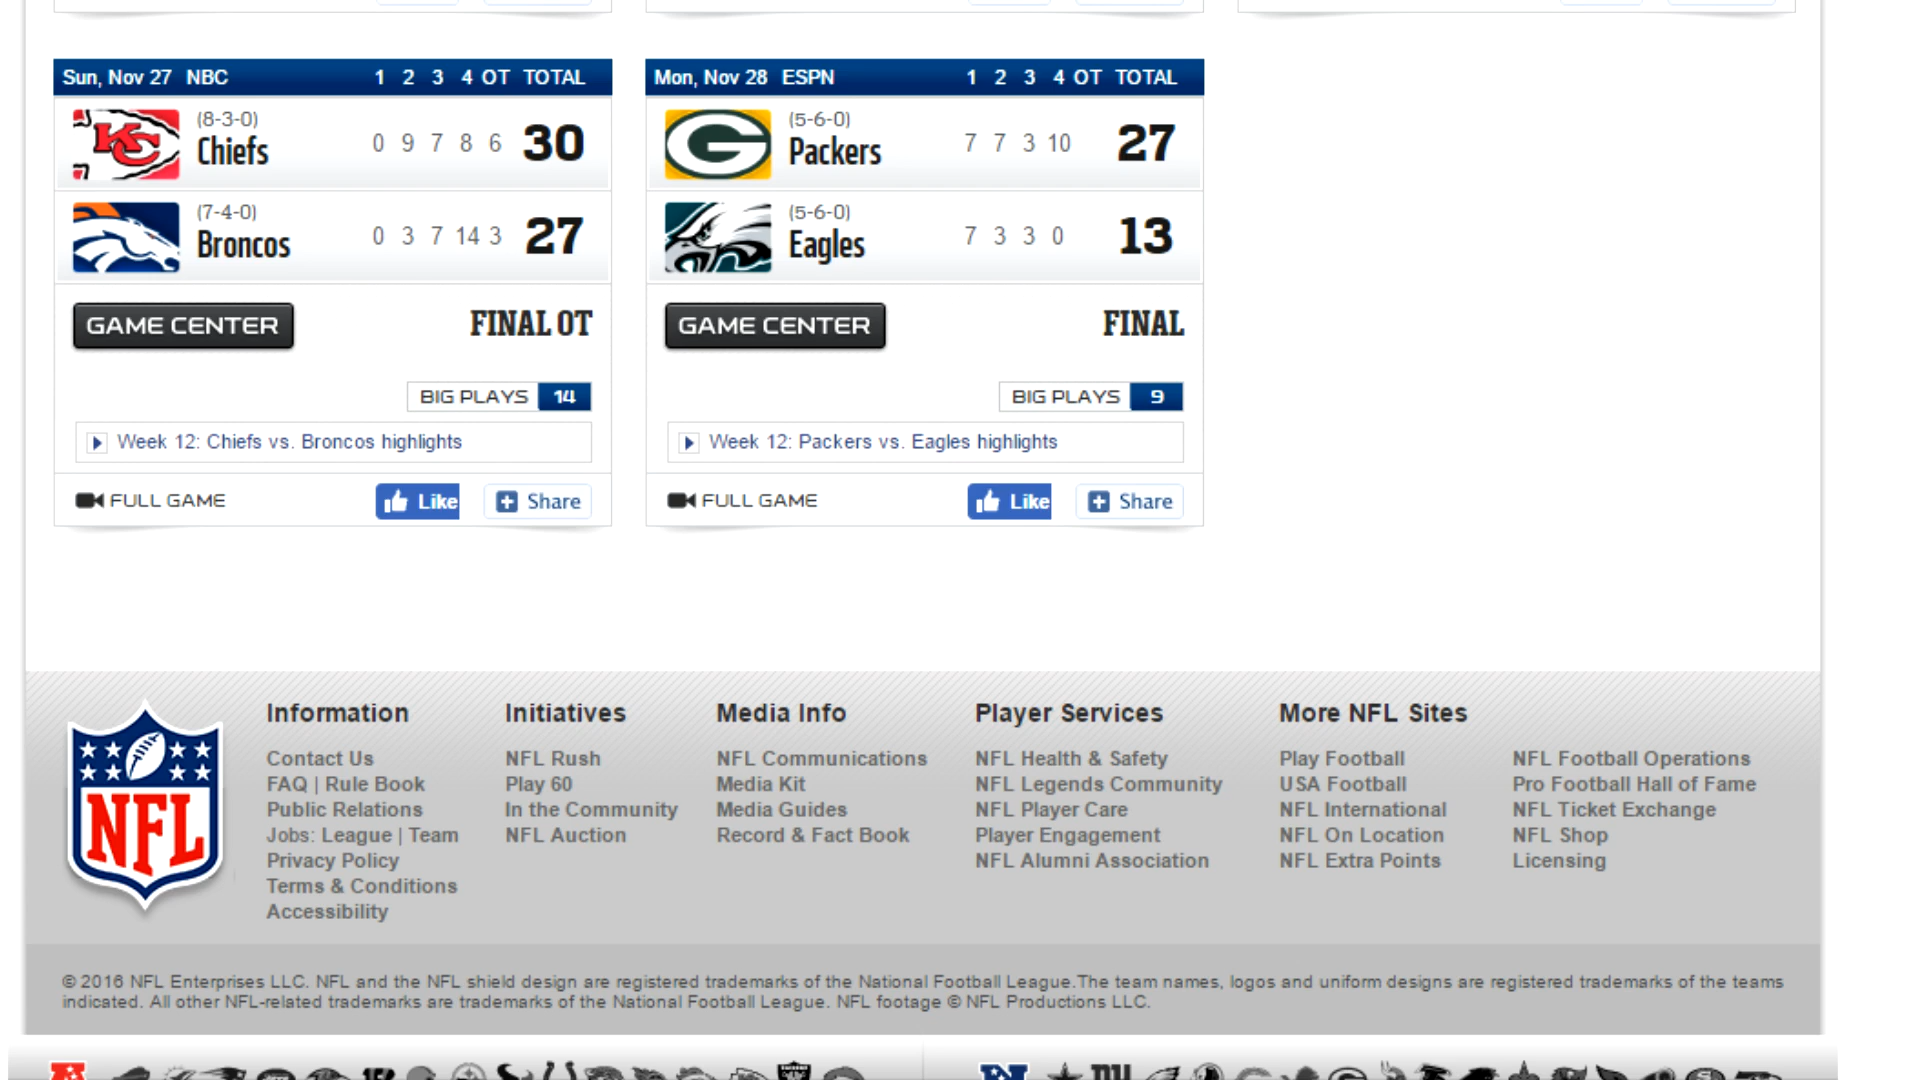 Sun, Nov 27 NBC 1 2 3 4 OT TOTAL
(8-3-0)
Chiefs 0 9 7 8 6 30
(7-4-0)
Broncos 0 3 7 14 3 27
GAME CENTER FINAL OT
BIG PLAYS 14
Week 12: Chiefs vs. Broncos highlights
FULL GAME Like Share
Mon, Nov 28 ESPN 1 2 3 4 OT TOTAL
(5-6-0)
Packers 7 7 3 10 27
(5-6-0)
Eagles 7 3 3 0 13
GAME CENTER FINAL
BIG PLAYS 9
Week 12: Packers vs. Eagles highlights
FULL GAME Like Share
NFL
Information
Contact Us
FAQ | Rule Book
Public Relations
Jobs: League | Team
Privacy Policy
Terms & Conditions
Accessibility
Initiatives
NFL Rush
Play 60
In the Community
NFL Auction
Media Info
NFL Communications
Media Kit
Media Guides
Record & Fact Book
Player Services
NFL Health & Safety
NFL Legends Community
NFL Player Care
Player Engagement
NFL Alumni Association
More NFL Sites
Play Football
USA Football
NFL International
NFL On Location
NFL Extra Points
NFL Football Operations
Pro Football Hall of Fame
NFL Ticket Exchange
NFL Shop
Licensing
© 2016 NFL Enterprises LLC. NFL and the NFL shield design are registered trademarks of the National Football League.The team names, logos and uniform designs are registered trademarks of the teams
indicated. All other NFL-related trademarks are trademarks of the National Football League. NFL footage © NFL Productions LLC.